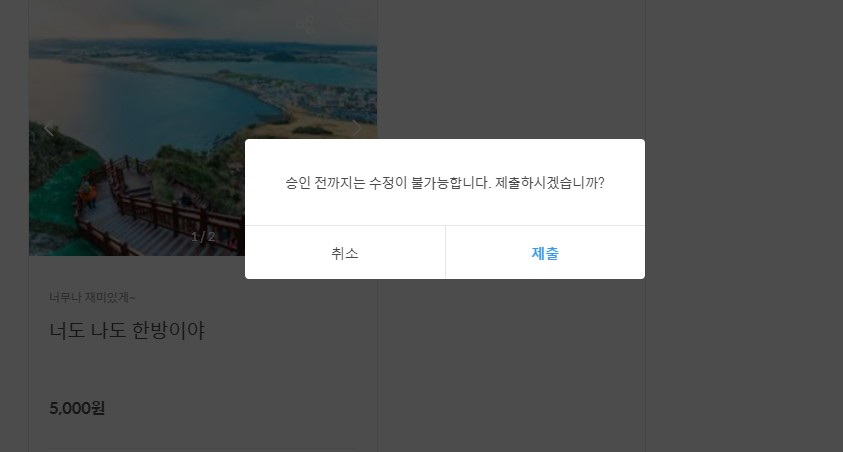 승인 전까지는 수정이 불가능합니다. 제출하시겠습니까?
취소
제출
1/2
너무나 재미있게~
너도 나도 한방이야
5,000원